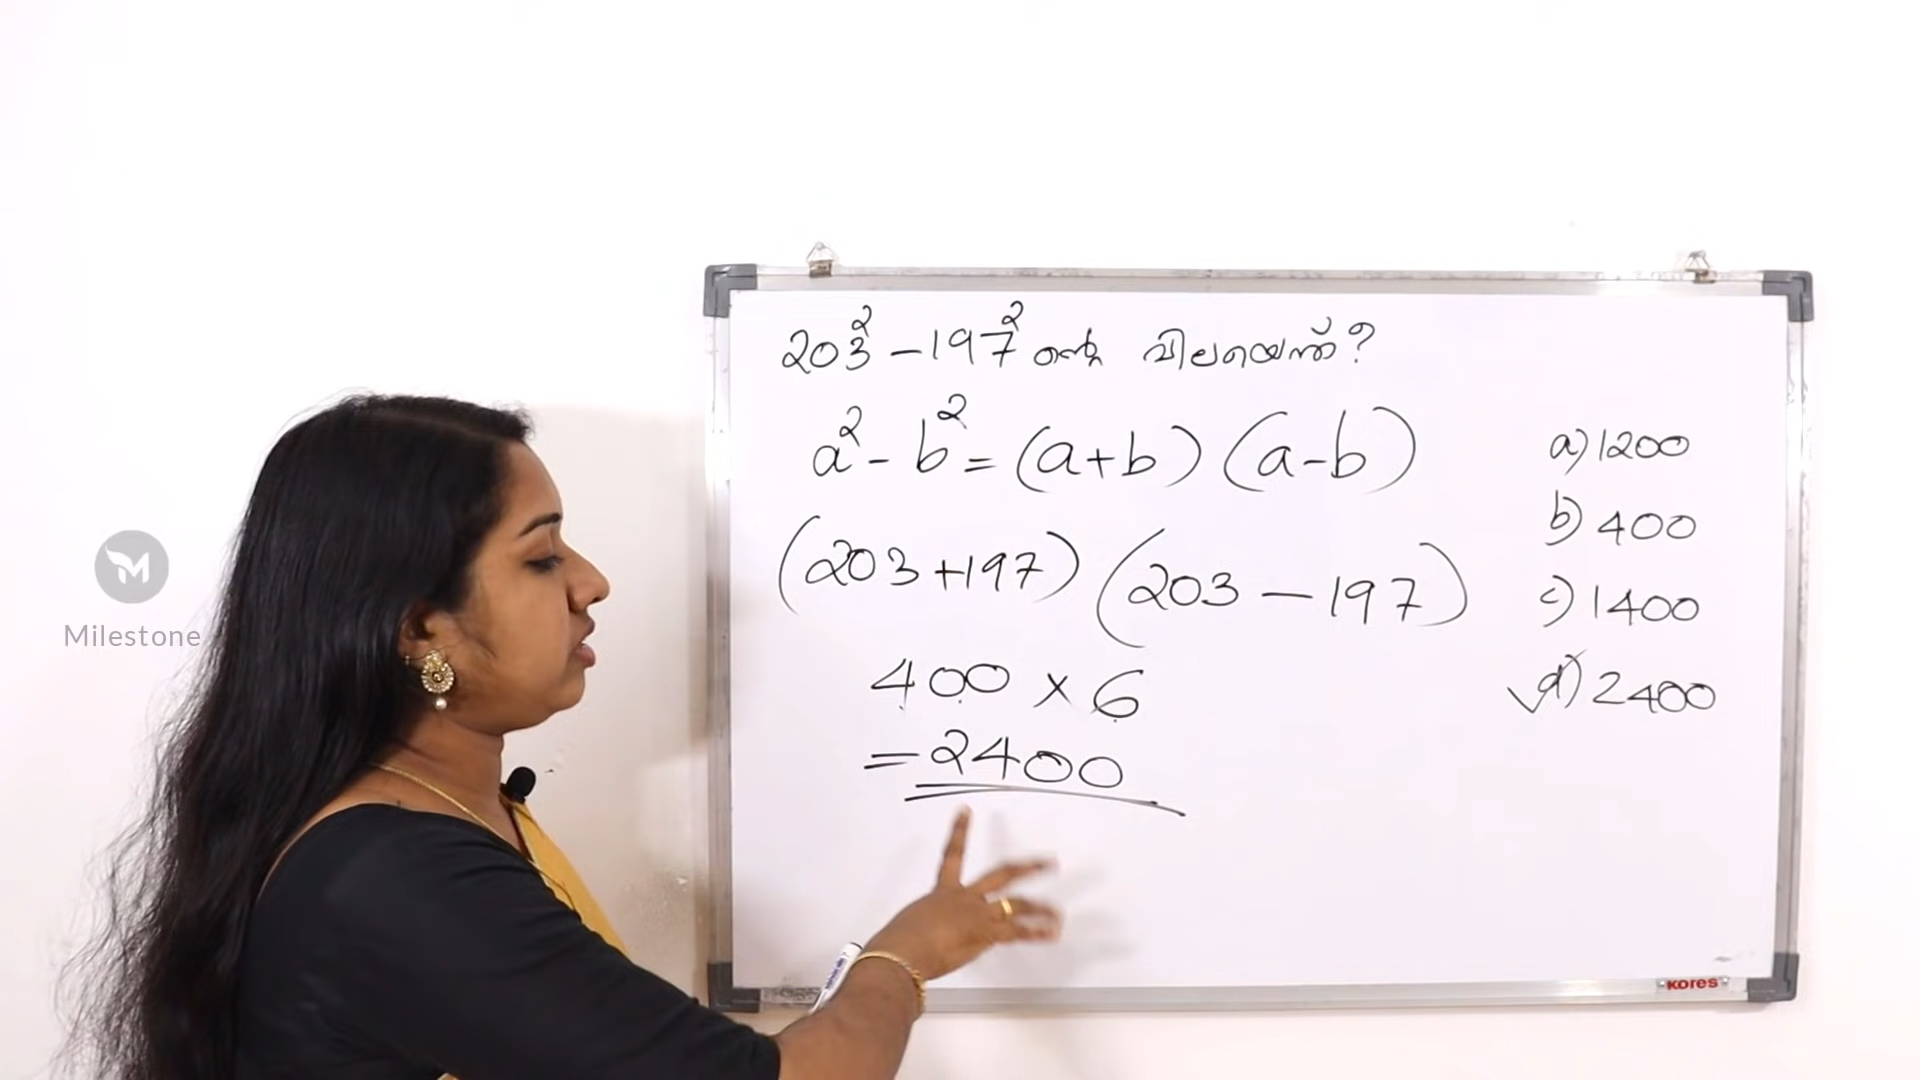 203² - 197² ന്റെ വിലയെന്ത്?
a² - b² = (a+b) (a-b)
(203+197) (203-197)
400 x 6
= 2400
a) 1200
b) 400
c) 1400
d) 2400
KORES
Milestone